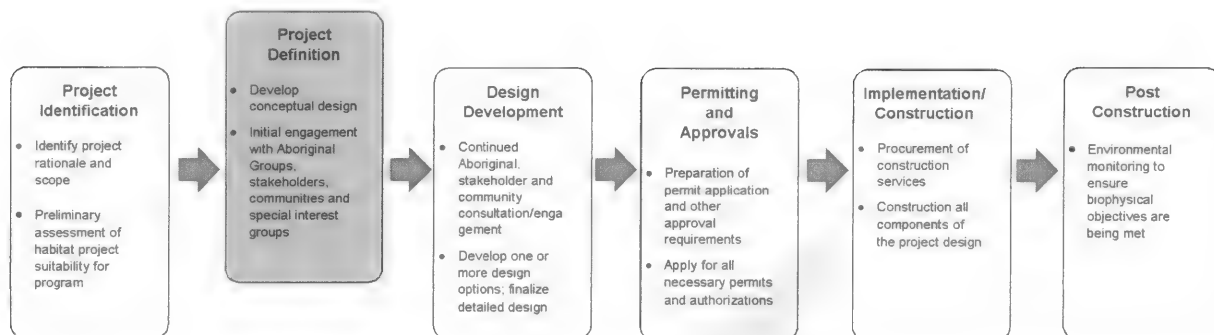 Project
Identification
• Identify project
rationale and
scope
• Preliminary
assessment of
habitat project
suitability for
program
Project
Definition
• Develop
conceptual design
• Initial engagement
with Aboriginal
Groups,
stakeholders,
communities and
special interest
groups
Design
Development
• Continued
Aboriginal,
stakeholder and
community
consultation/enga
gement
• Develop one or
more design
options; finalize
detailed design
Permitting
and
Approvals
• Preparation of
permit application
and other
approval
requirements
• Apply for all
necessary permits
and authorizations
Implementation/
Construction
• Procurement of
construction
services
• Construction all
components of
the project design
Post
Construction
• Environmental
monitoring to
ensure
biophysical
objectives are
being met